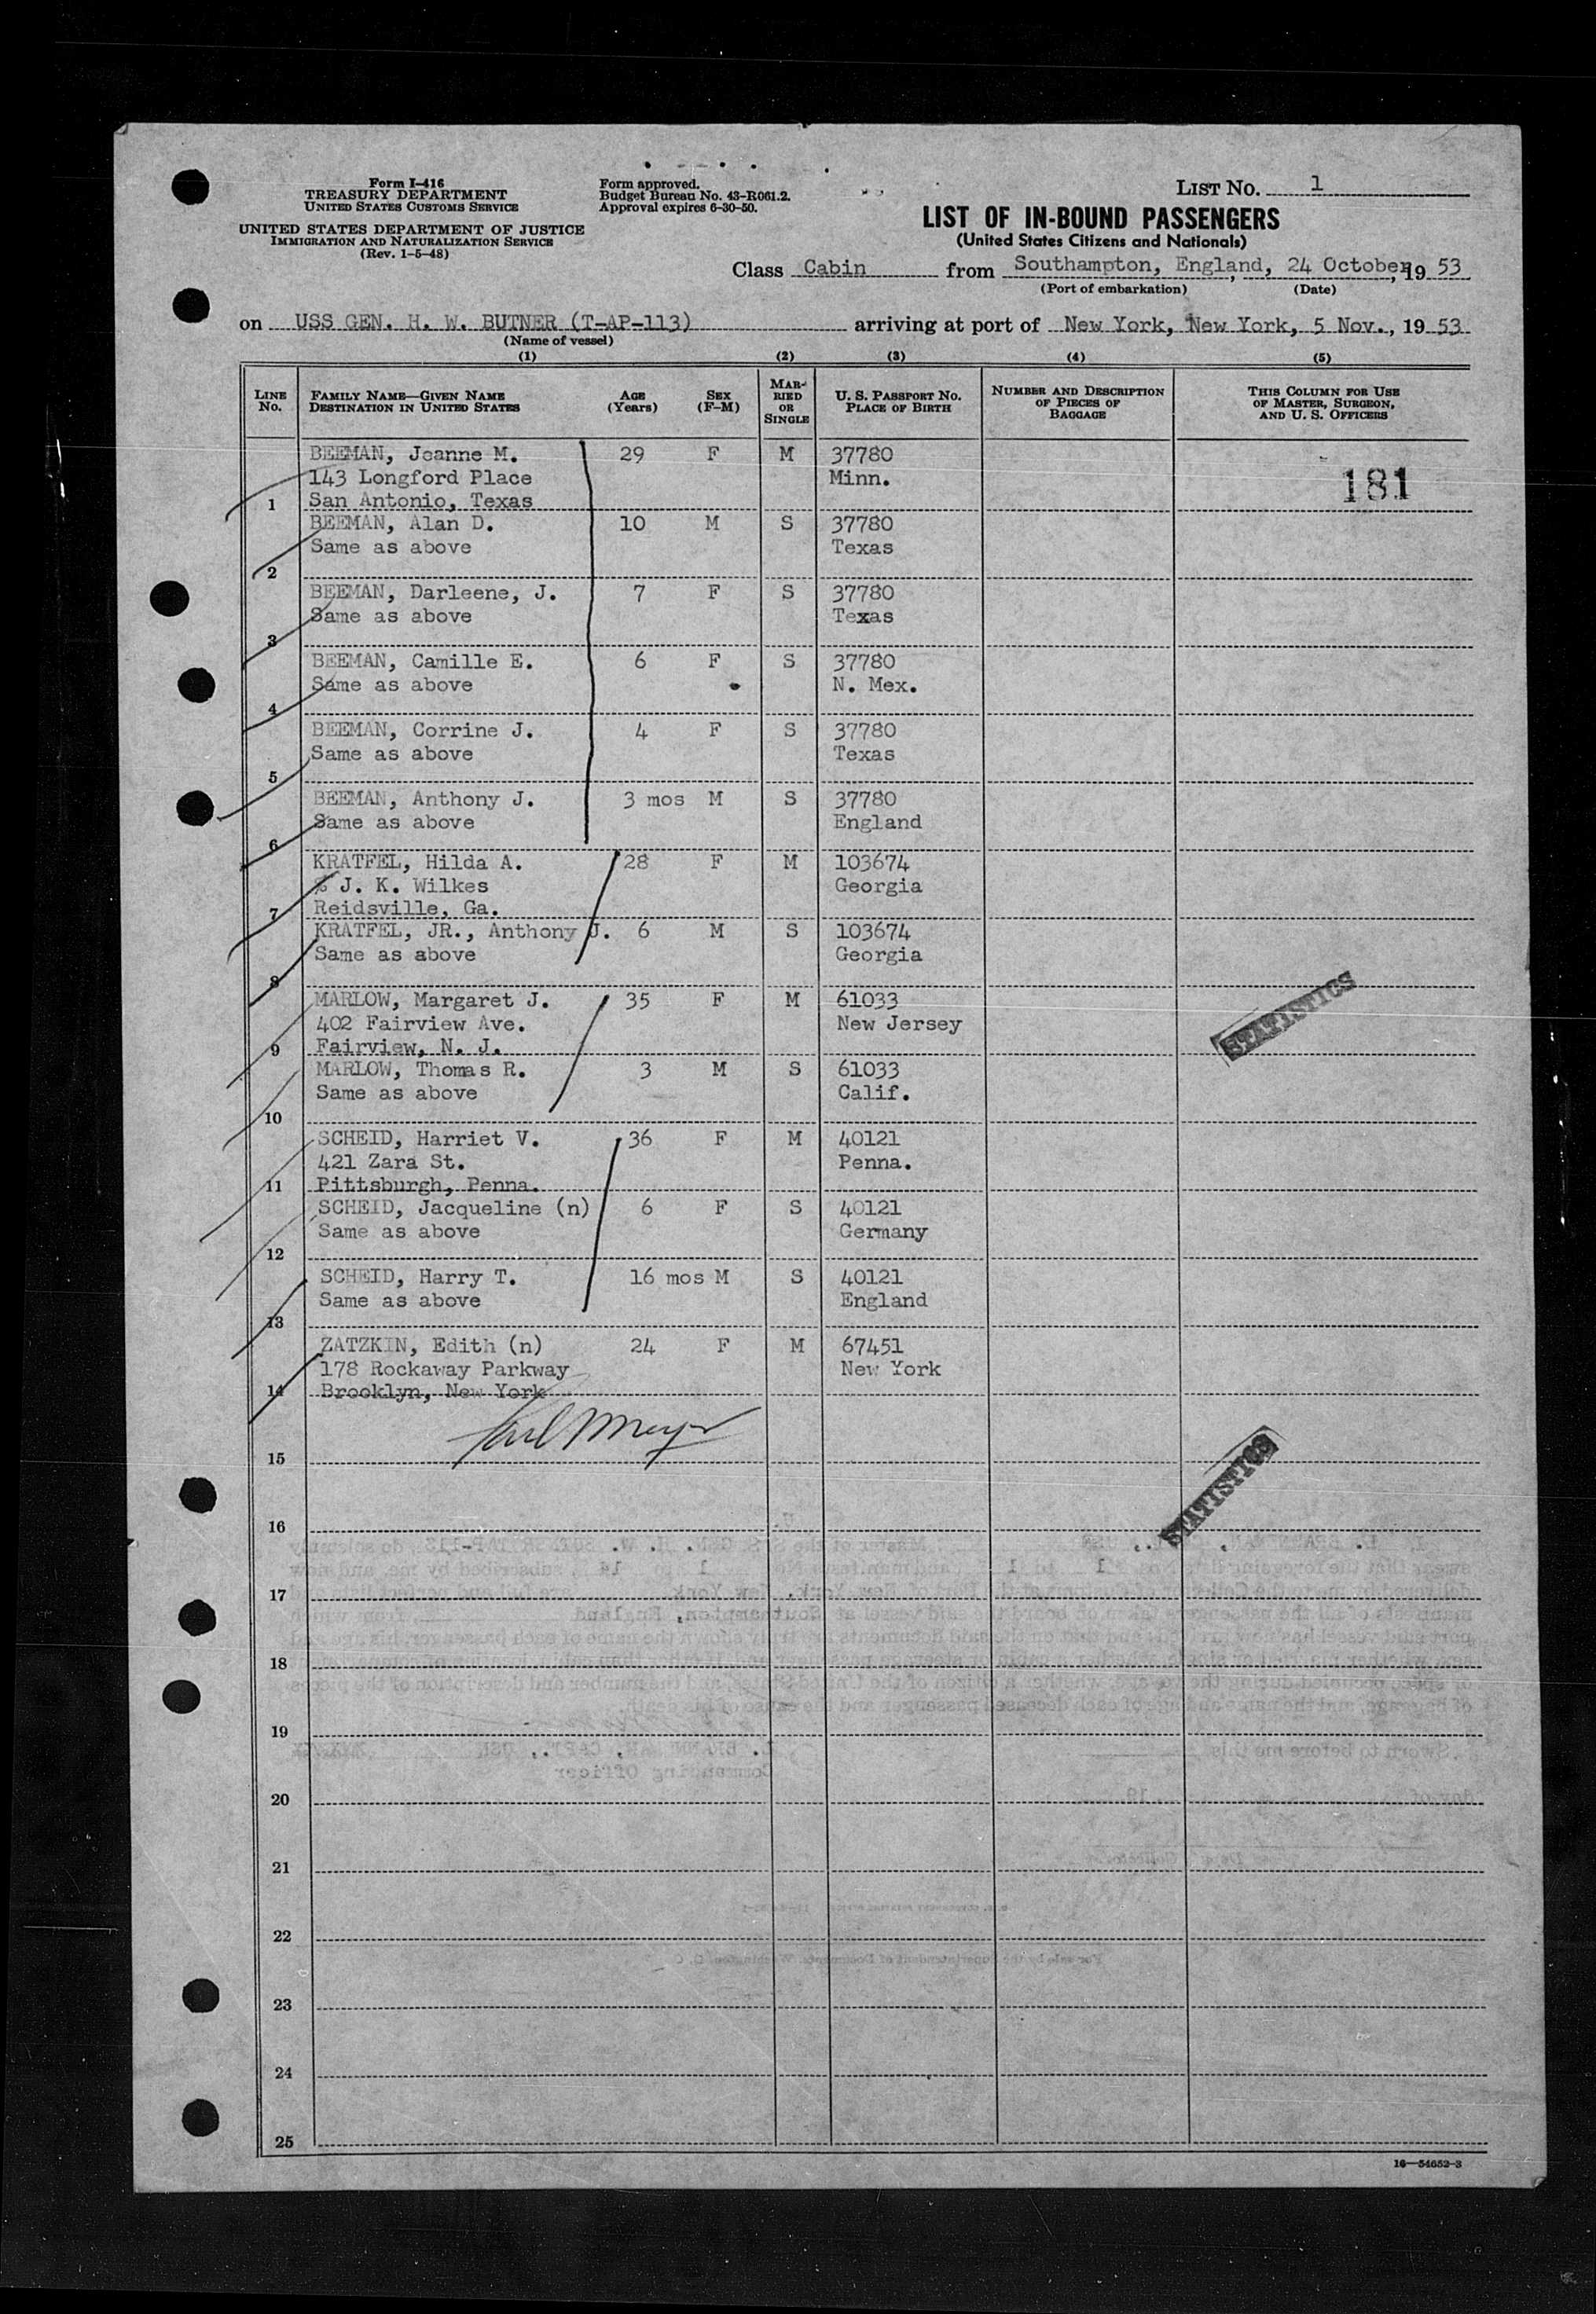 Form I-416
TREASURY DEPARTMENT
UNITED STATES CUSTOMS SERVICE
UNITED STATES DEPARTMENT OF JUSTICE
IMMIGRATION AND NATURALIZATION SERVICE
(Rev. 1-5-48)
Form approved.
Budget Bureau No. 43-R061.2.
Approval expires 6-30-50.
LIST NO. 1
LIST OF IN-BOUND PASSENGERS
(United States Citizens and Nationals)
Class Cabin from Southampton, England, 24 October, 19 53
(Port of embarkation) (Date)
on USS GEN. H. W. BUTNER (T-AP-113) arriving at port of New York, New York, 5 Nov., 19 53
(Name of vessel)
(1) (2) (3) (4) (5)
LINE No. FAMILY NAME—GIVEN NAME DESTINATION IN UNITED STATES AGE (Years) SEX (F-M) MARRIED OR SINGLE U. S. PASSPORT NO. PLACE OF BIRTH NUMBER AND DESCRIPTION OF PIECES OF BAGGAGE THIS COLUMN FOR USE OF MASTER, SURGEON, AND U. S. OFFICERS
BEEMAN, Jeanne M. 29 F M 37780
143 Longford Place Minn. 181
1 San Antonio, Texas
BEEMAN, Alan D. 10 M S 37780
Same as above Texas
2
BEEMAN, Darleene, J. 7 F S 37780
Same as above Texas
3
BEEMAN, Camille E. 6 F S 37780
Same as above N. Mex.
4
BEEMAN, Corrine J. 4 F S 37780
Same as above Texas
5
BEEMAN, Anthony J. 3 mos M S 37780
Same as above England
6
KRATFEL, Hilda A. 28 F M 103674
% J. K. Wilkes Georgia
7 Reidsville, Ga.
KRATFEL, JR., Anthony J. 6 M S 103674
Same as above Georgia
8
MARLOW, Margaret J. 35 F M 61033
402 Fairview Ave. New Jersey
9 Fairview, N. J.
STATISTICS
MARLOW, Thomas R. 3 M S 61033
Same as above Calif.
10
SCHEID, Harriet V. 36 F M 40121
421 Zara St. Penna.
11 Pittsburgh, Penna.
SCHEID, Jacqueline (n) 6 F S 40121
Same as above Germany
12
SCHEID, Harry T. 16 mos M S 40121
Same as above England
13
ZATZKIN, Edith (n) 24 F M 67451
178 Rockaway Parkway New York
14 Brooklyn, New York
15
STATISTICS
16
17
18
19
20
21
22
23
24
25
16—54652-3